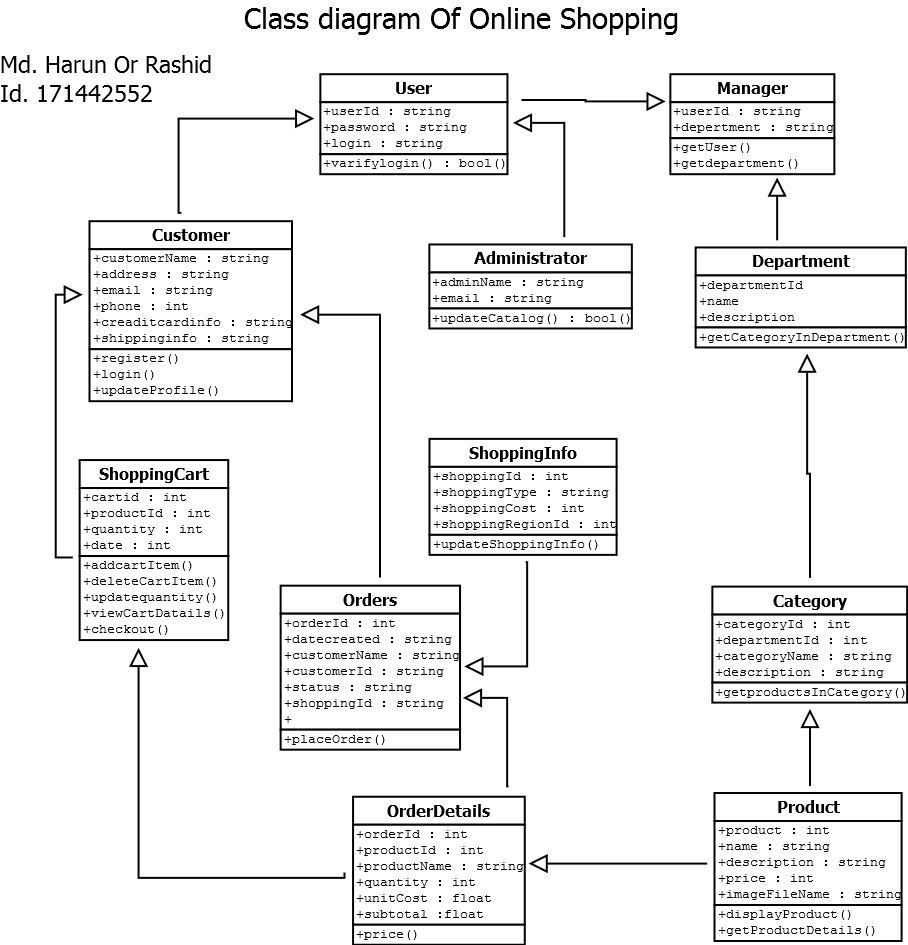 Class diagram Of Online Shopping
Md. Harun Or Rashid
Id. 171442552
User
+userId : string
+password : string
+login : string
+varifylogin() : bool()
Manager
+userId : string
+depertment : string
+getUser()
+getdepartment()
Customer
+customerName : string
+address : string
+email : string
+phone : int
+creaditcardinfo : string
+shippinginfo : string
+register()
+login()
+updateProfile()
Administrator
+adminName : string
+email : string
+updateCatalog() : bool()
Department
+departmentId
+name
+description
+getCategoryInDepartment()
ShoppingCart
+cartid : int
+productId : int
+quantity : int
+date : int
+addcartItem()
+deleteCartItem()
+updatequantity()
+viewCartDatails()
+checkout()
ShoppingInfo
+shoppingId : int
+shoppingType : string
+shoppingCost : int
+shoppingRegionId : int
+updateShoppingInfo()
Orders
+orderId : int
+datecreated : string
+customerName : string
+customerId : string
+status : string
+shoppingId : string
+
+placeOrder()
Category
+categoryId : int
+departmentId : int
+categoryName : string
+description : string
+getproductsInCategory()
OrderDetails
+orderId : int
+productId : int
+productName : string
+quantity : int
+unitCost : float
+subtotal :float
+price()
Product
+product : int
+name : string
+description : string
+price : int
+imageFileName : string
+displayProduct()
+getProductDetails()